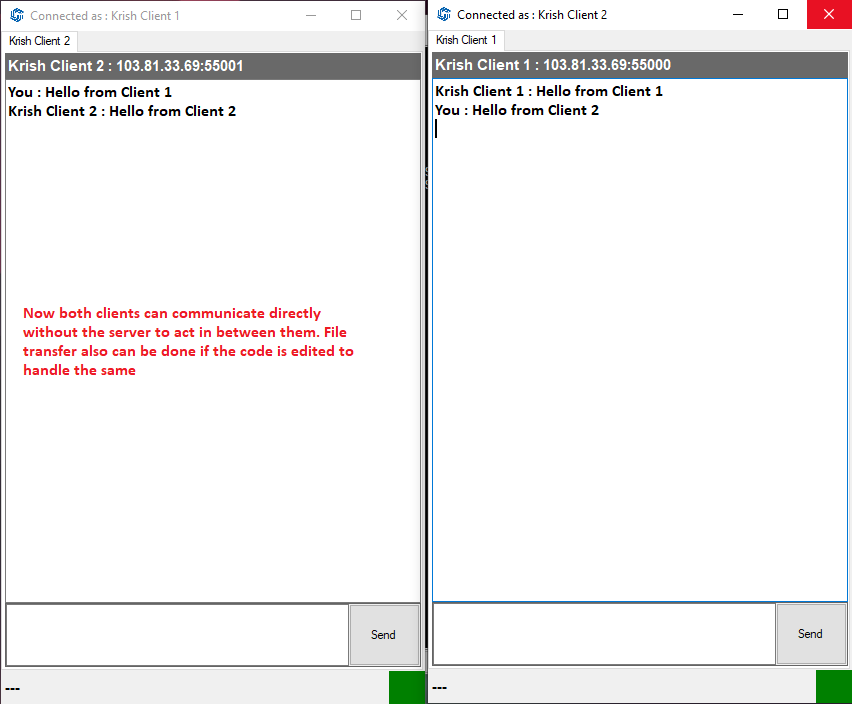 Connected as : Krish Client 1
Krish Client 2
Krish Client 2 : 103.81.33.69:55001
You : Hello from Client 1
Krish Client 2 : Hello from Client 2
Now both clients can communicate directly
without the server to act in between them. File
transfer also can be done if the code is edited to
handle the same
Send
---
Connected as : Krish Client 2
Krish Client 1
Krish Client 1 : 103.81.33.69:55000
Krish Client 1 : Hello from Client 1
You : Hello from Client 2
Send
---